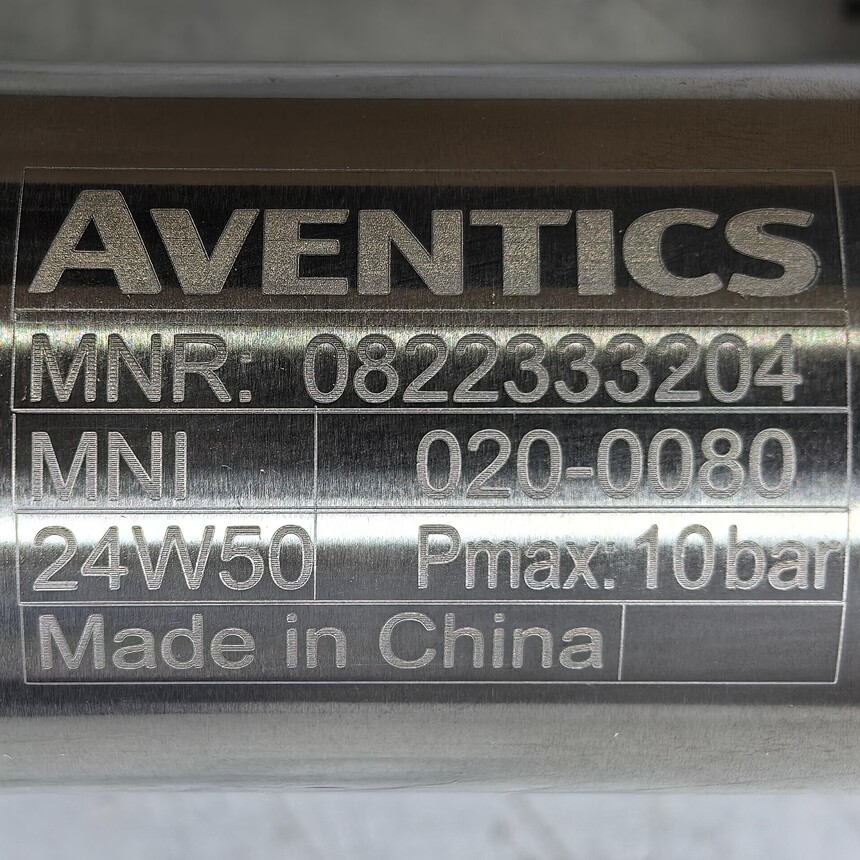 AVENTICS
MNR: 0822333204
MNI 020-0080
24W50 Pmax: 10bar
Made in China